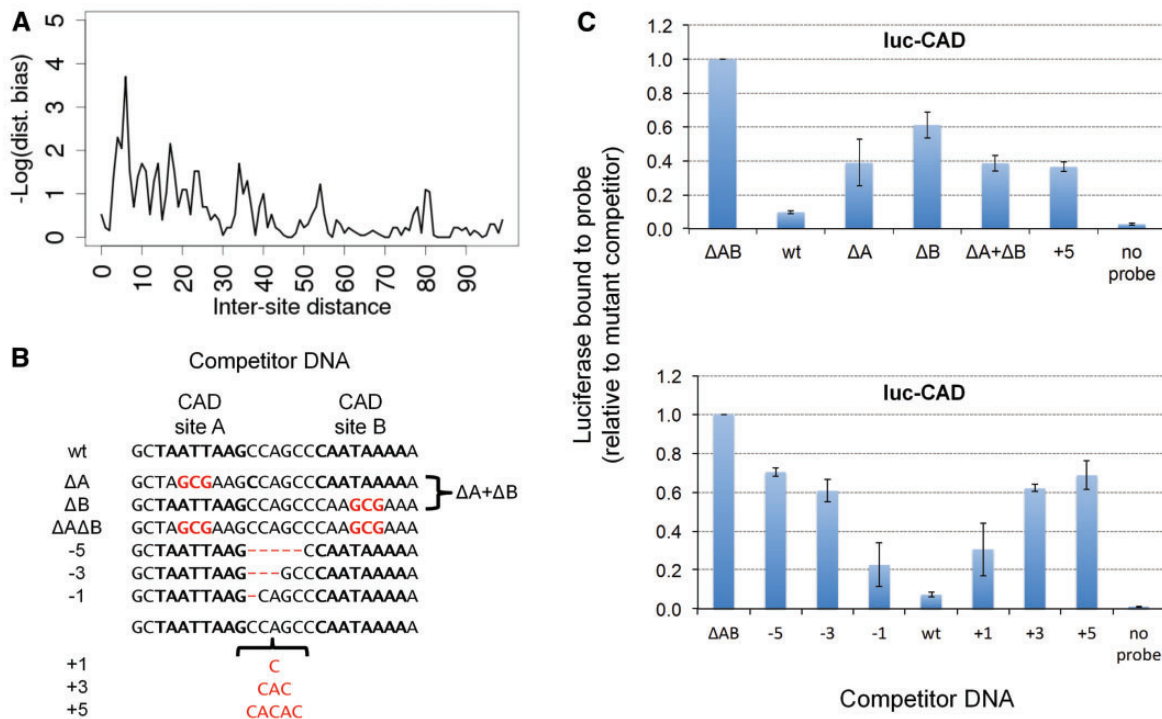 A
-Log(dist. bias)
5
4
3
2
1
0
0 10 20 30 40 50 60 70 80 90
Inter-site distance
B
Competitor DNA
CAD site A
CAD site B
wt GCTAATTAAGCCAGCCCAATAAAAA
ΔA GCTAGCGAAGCCAGCCCAATAAAAA
ΔB GCTAATTAAGCCAGCCCAAGCGAAA
ΔA+ΔB
ΔAΔB GCTAGCGAAGCCAGCCCAAGCGAAA
-5 GCTAATTAAG-----CCAATAAAAA
-3 GCTAATTAAG---GCCCAATAAAAA
-1 GCTAATTAAG-CAGCCCAATAAAAA
GCTAATTAAGCCAGCCCAATAAAAA
+1 C
+3 CAC
+5 CACAC
C
Luciferase bound to probe
(relative to mutant competitor)
luc-CAD
1.2
1.0
0.8
0.6
0.4
0.2
0.0
ΔAB wt ΔA ΔB ΔA+ΔB +5 no probe
luc-CAD
1.2
1.0
0.8
0.6
0.4
0.2
0.0
ΔAB -5 -3 -1 wt +1 +3 +5 no probe
Competitor DNA